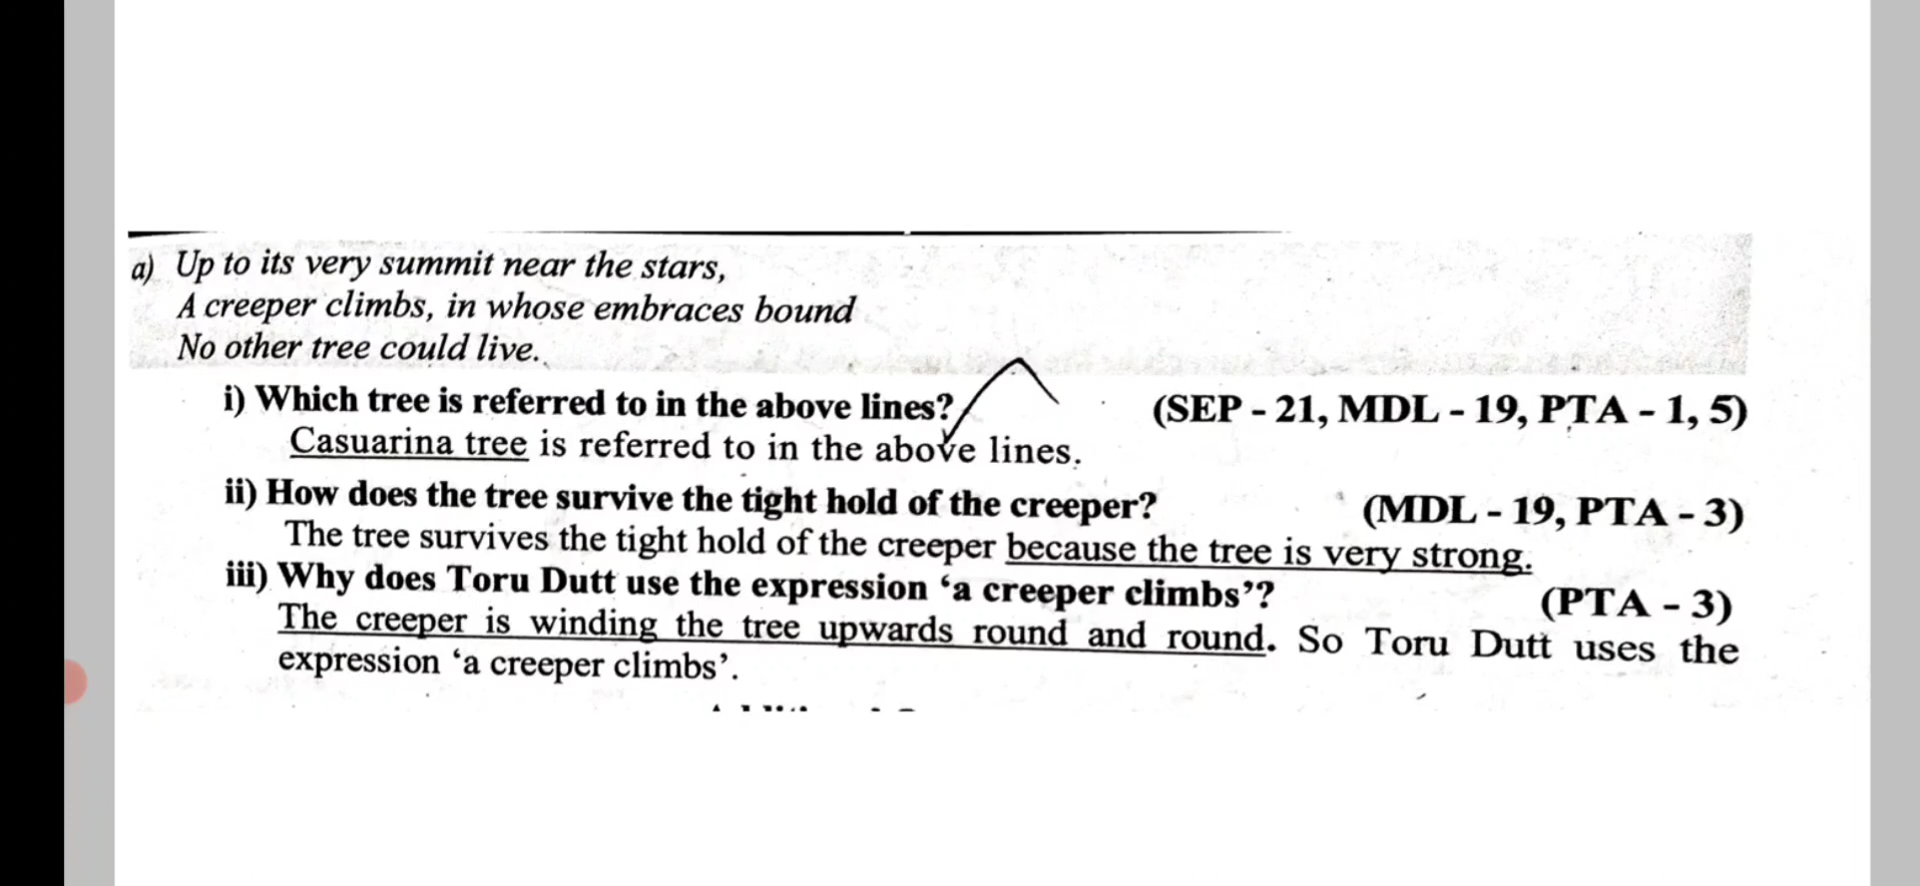 a) Up to its very summit near the stars,
A creeper climbs, in whose embraces bound
No other tree could live.
i) Which tree is referred to in the above lines? (SEP - 21, MDL - 19, PTA - 1, 5)
Casuarina tree is referred to in the above lines.
ii) How does the tree survive the tight hold of the creeper? (MDL - 19, PTA - 3)
The tree survives the tight hold of the creeper because the tree is very strong.
iii) Why does Toru Dutt use the expression ‘a creeper climbs’? (PTA - 3)
The creeper is winding the tree upwards round and round. So Toru Dutt uses the
expression ‘a creeper climbs’.